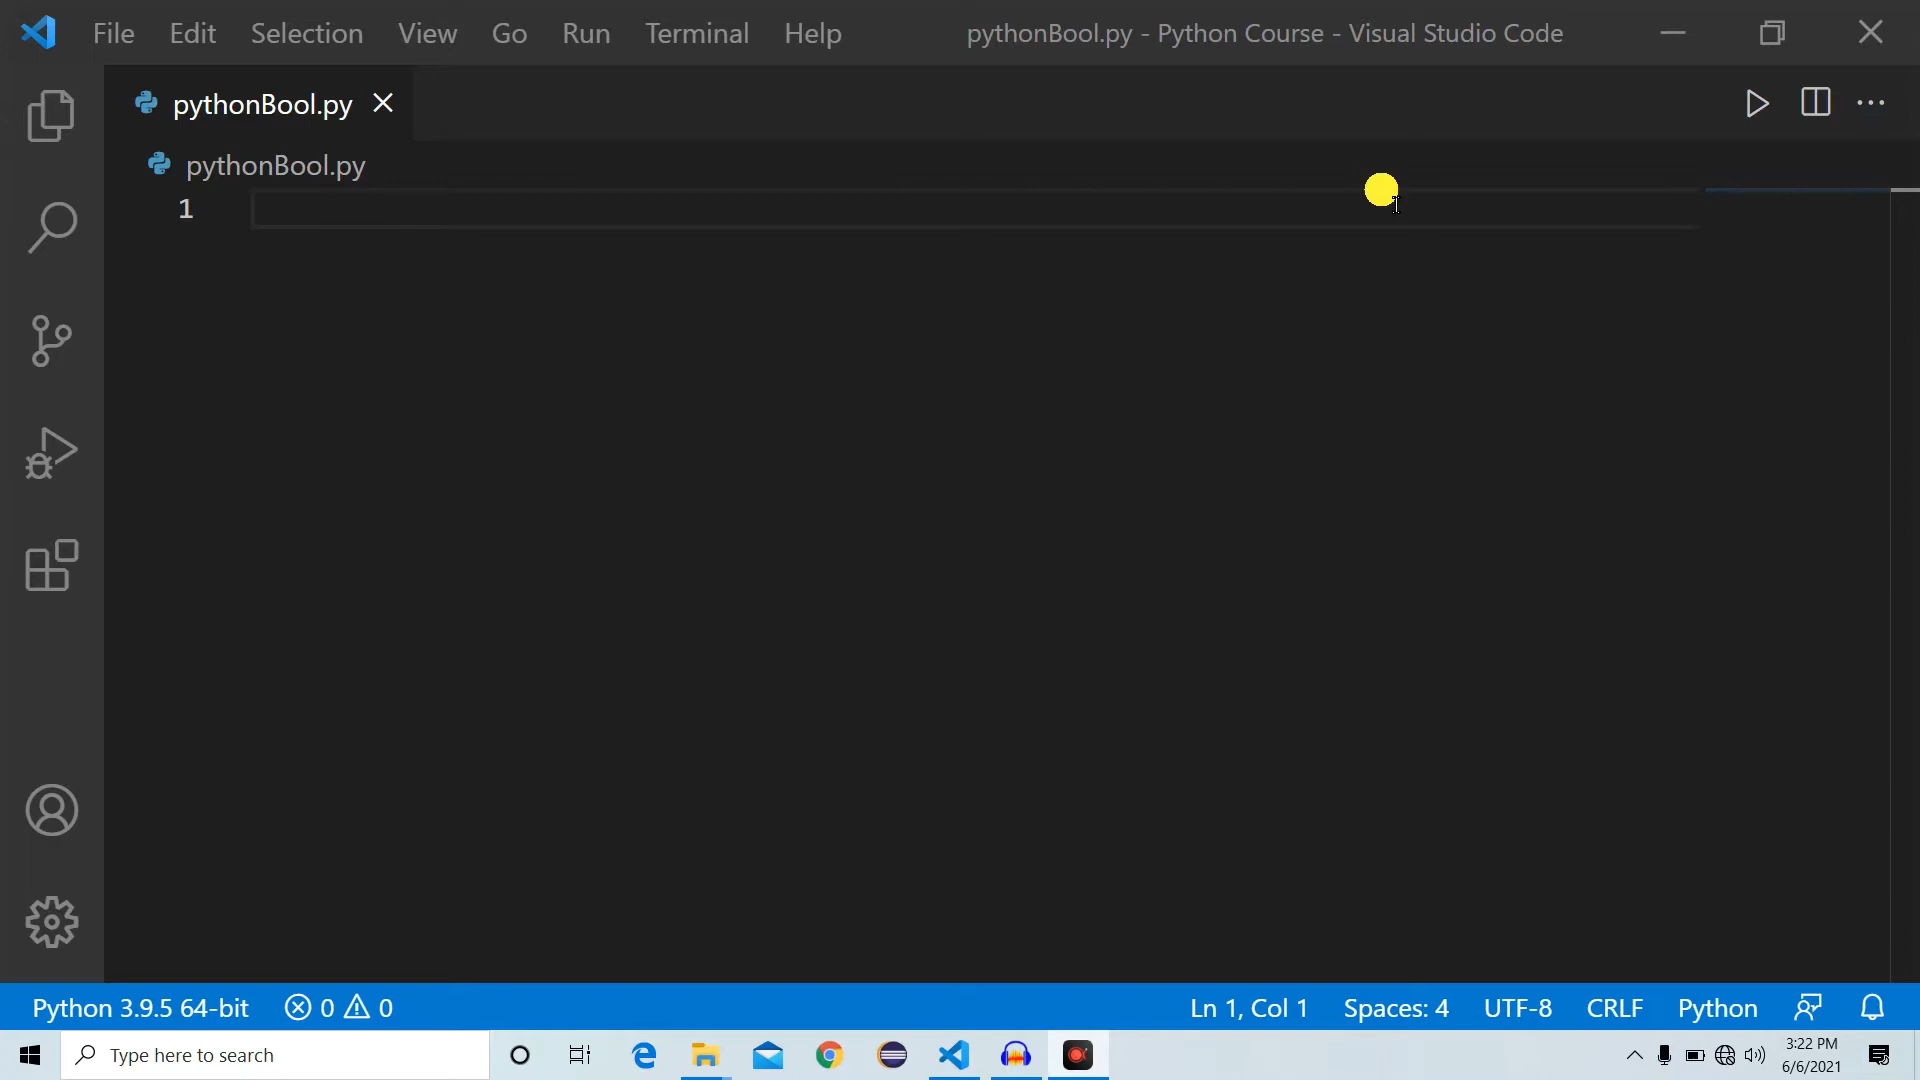 File Edit Selection View Go Run Terminal Help pythonBool.py - Python Course - Visual Studio Code
pythonBool.py
pythonBool.py
1
Python 3.9.5 64-bit 0 0 Ln 1, Col 1 Spaces: 4 UTF-8 CRLF Python
Type here to search
3:22 PM
6/6/2021